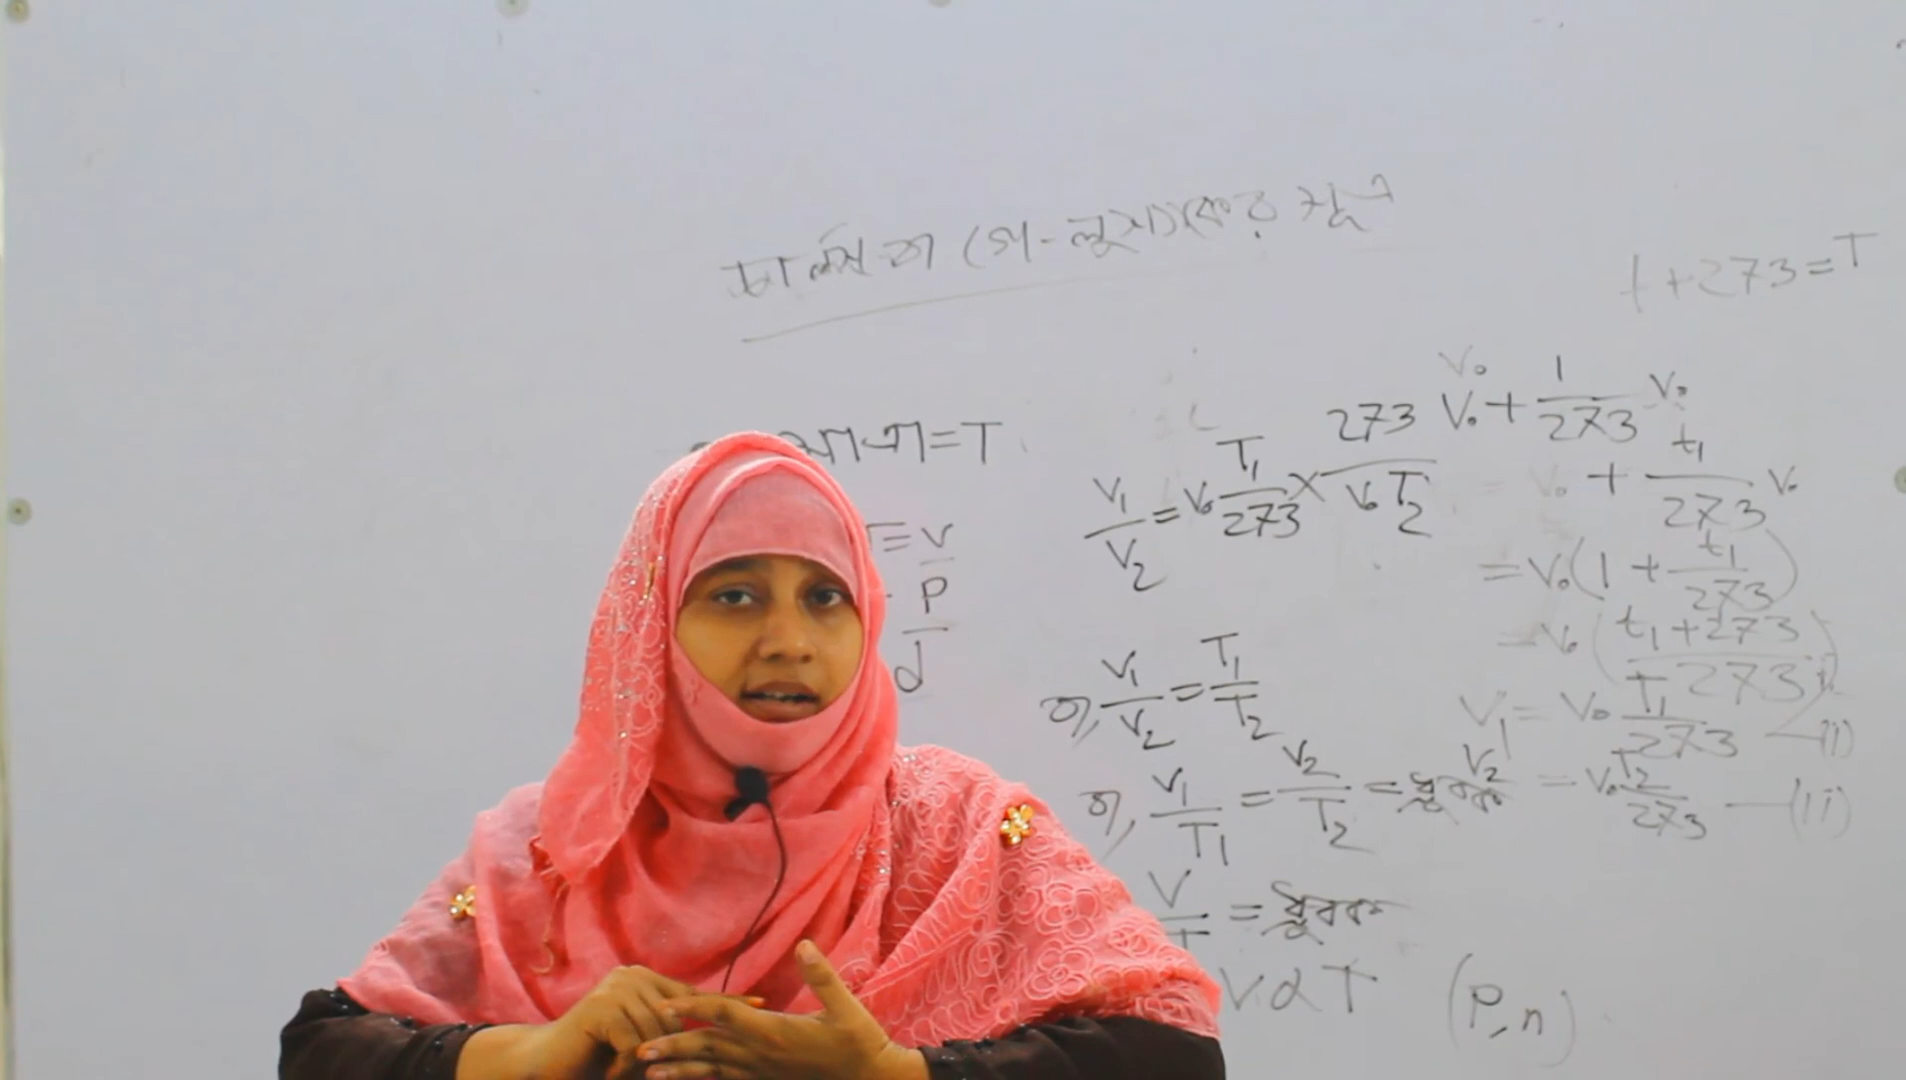 চার্লস বা গে-লুসাকের সূত্র
t+273=T
মাত্রা=T
V₀
V₀ + 1/273 V₀
V₁/V₂ = V₀ T₁/273 × 273/V₀T₂
V₀ + t₁/273 V₀
= V
P
d
= V₀(1 + t₁/273)
= V₀(t₁+273/273)
বা, V₁/V₂ = T₁/T₂
V₁ = V₀ T₁/273 —(i)
বা, V₁/T₁ = V₂/T₂ = ধ্রুবক
V₂ = V₀ T₂/273 —(ii)
V/T = ধ্রুবক
V α T (P, n)